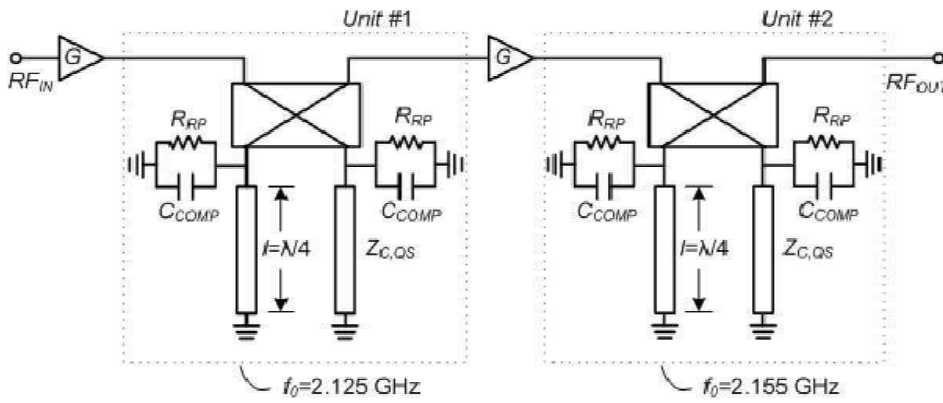 Unit #1
Unit #2
G
G
RF_IN
RF_OUT
R_RP
R_RP
R_RP
R_RP
C_COMP
C_COMP
C_COMP
C_COMP
l=λ/4
Z_C,QS
l=λ/4
Z_C,QS
f_0=2.125 GHz
f_0=2.155 GHz